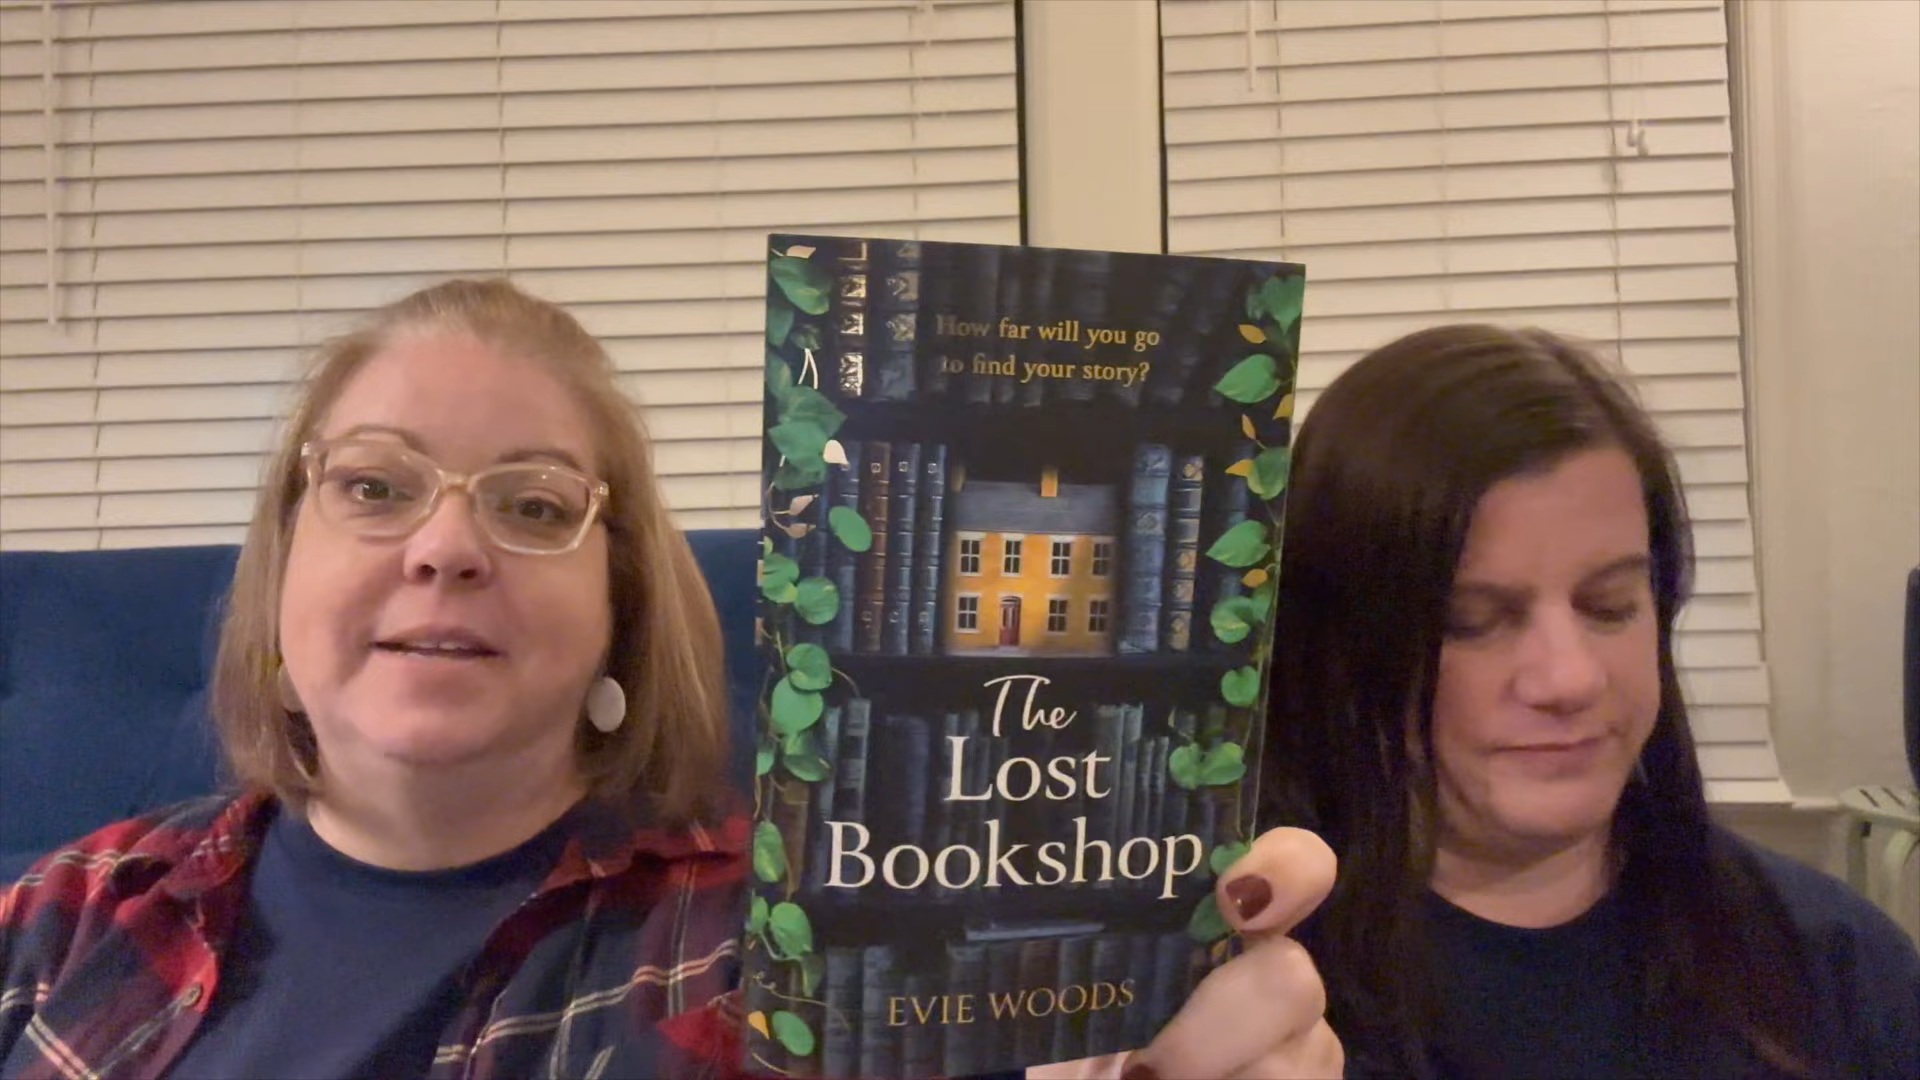 How far will you go
to find your story?
The
Lost
Bookshop
EVIE WOODS